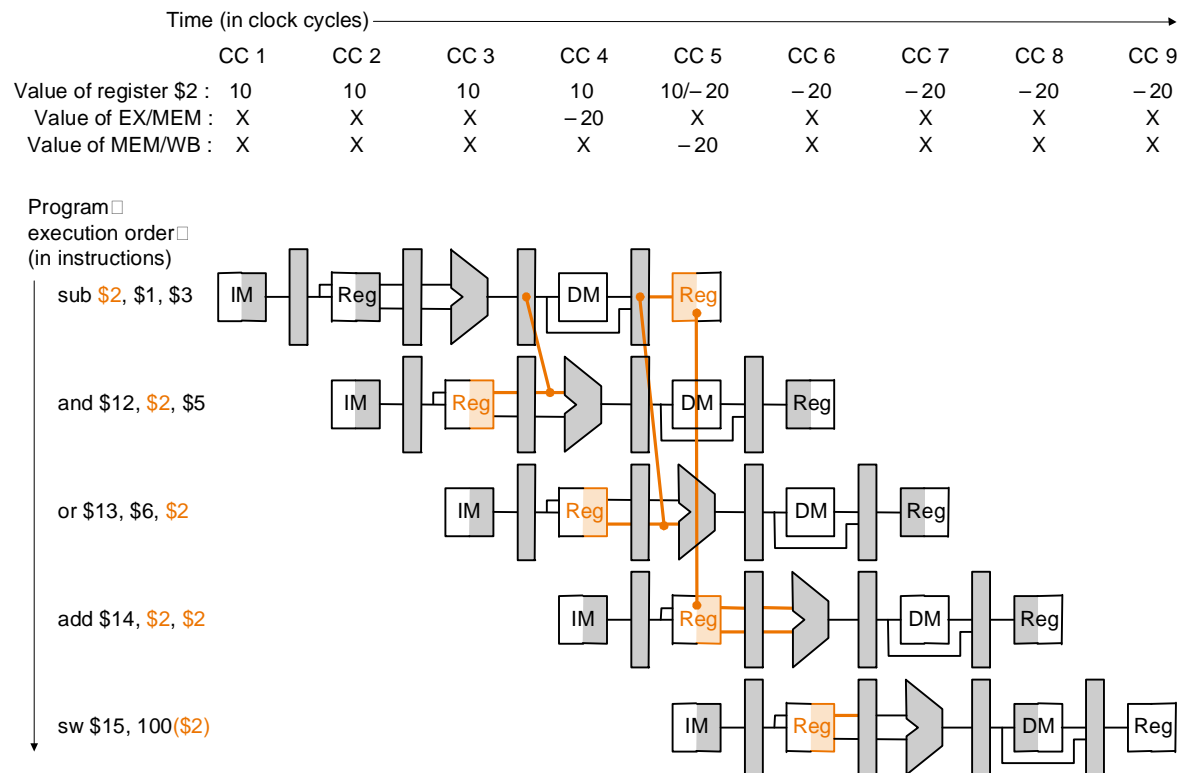 Time (in clock cycles)
CC 1 CC 2 CC 3 CC 4 CC 5 CC 6 CC 7 CC 8 CC 9
Value of register $2 : 10 10 10 10 10/–20 –20 –20 –20 –20
Value of EX/MEM : X X X –20 X X X X X
Value of MEM/WB : X X X X –20 X X X X
Program□
execution order□
(in instructions)
sub $2, $1, $3 IM Reg DM Reg
and $12, $2, $5 IM Reg DM Reg
or $13, $6, $2 IM Reg DM Reg
add $14, $2, $2 IM Reg DM Reg
sw $15, 100($2) IM Reg DM Reg